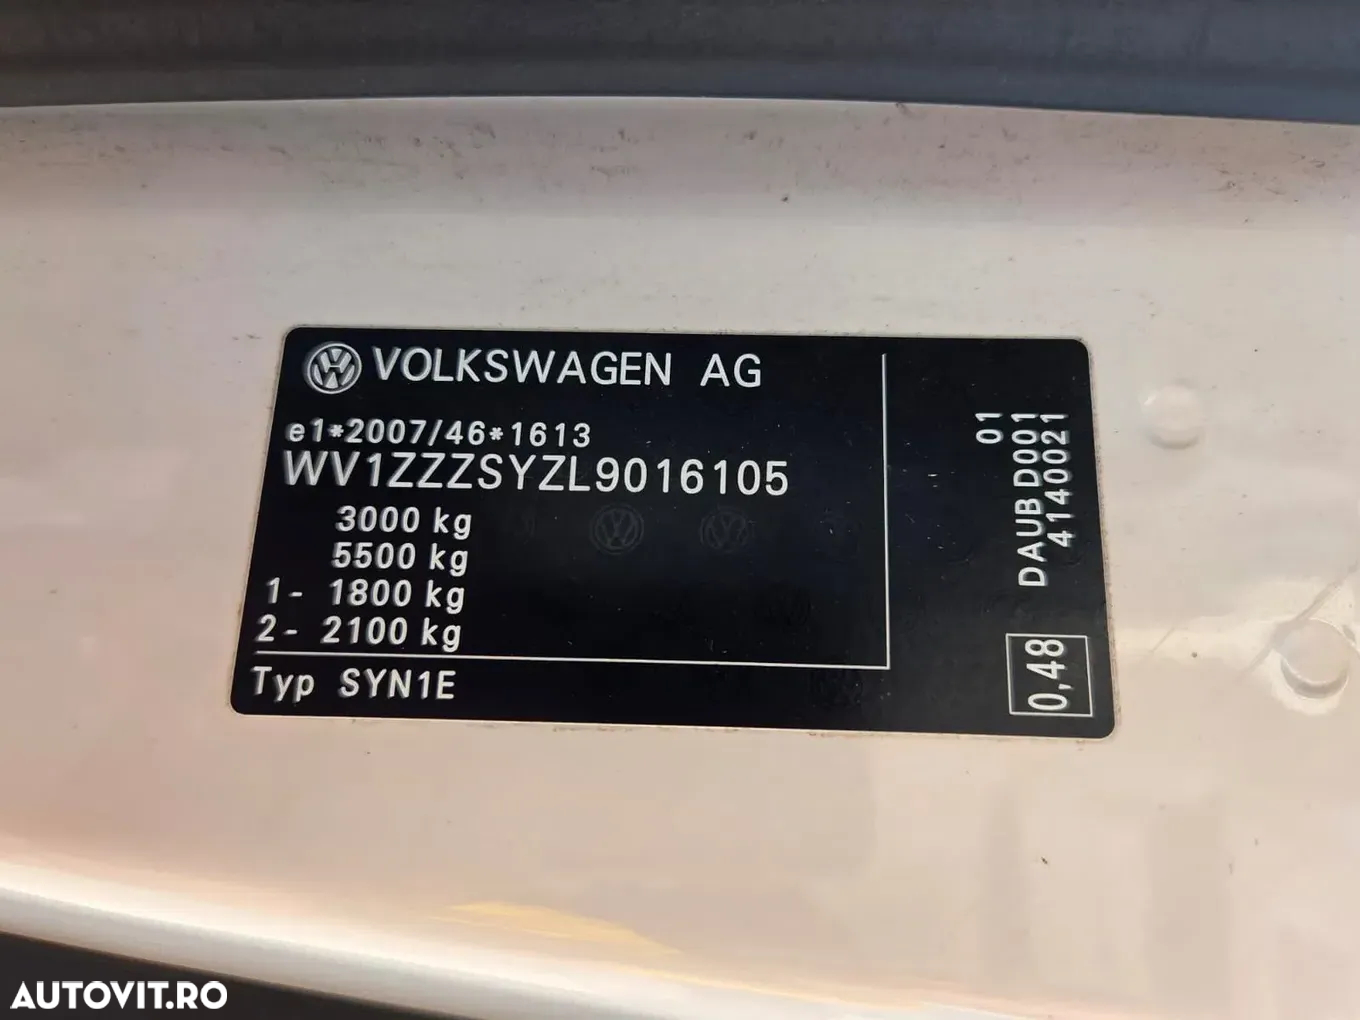 VOLKSWAGEN AG
e1*2007/46*1613
WV1ZZZSYZL9016105
3000 kg
5500 kg
1- 1800 kg
2- 2100 kg
Typ SYN1E
01
DAUB D001
4140021
0,48
AUTOVIT.RO